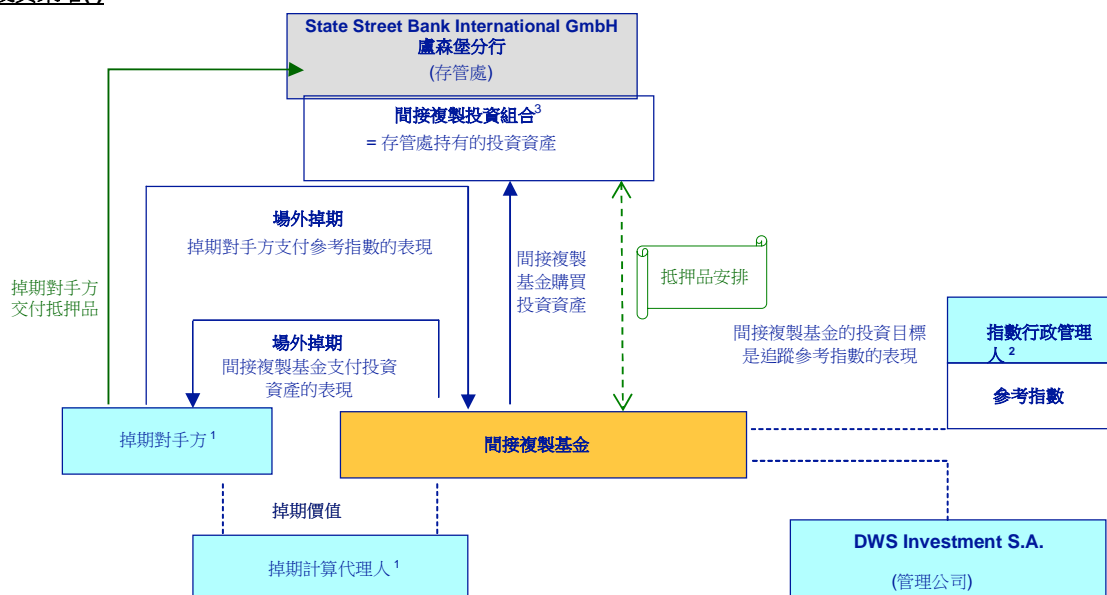 State Street Bank International GmbH
盧森堡分行
(存管處)
間接複製投資組合3
= 存管處持有的投資資產
場外掉期
掉期對手方支付參考指數的表現
間接複製
基金購買
投資資產
抵押品安排
掉期對手方
交付抵押品
場外掉期
間接複製基金支付投資
資產的表現
間接複製基金的投資目標
是追蹤參考指數的表現
指數行政管理
人 2
參考指數
掉期對手方 1
間接複製基金
掉期價值
掉期計算代理人 1
DWS Investment S.A.
(管理公司)